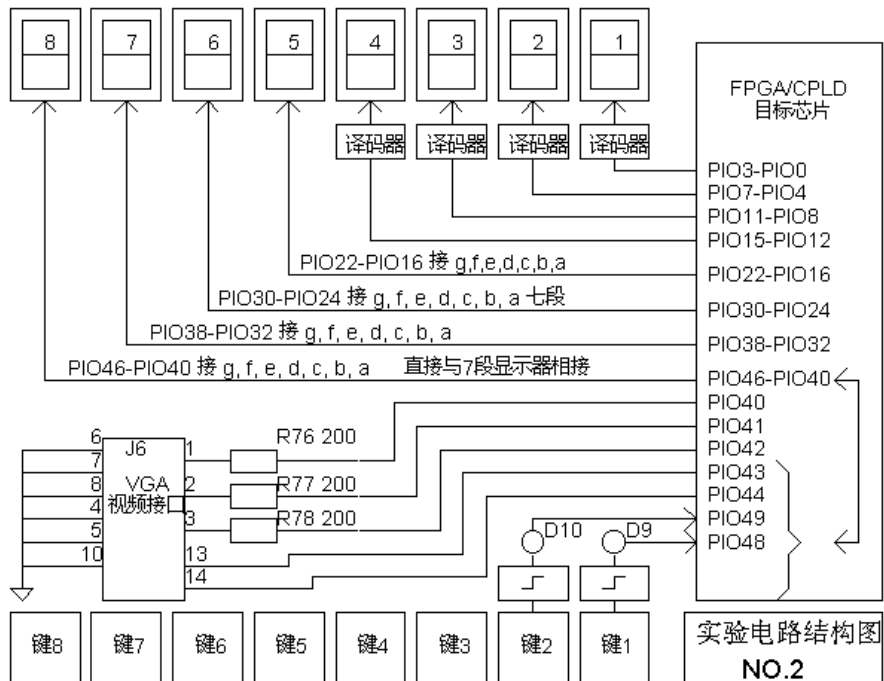 8 7 6 5 4 3 2 1
FPGA/CPLD
目标芯片
译码器 译码器 译码器 译码器
PIO3-PIO0
PIO7-PIO4
PIO11-PIO8
PIO15-PIO12
PIO22-PIO16 接 g,f,e,d,c,b,a
PIO22-PIO16
PIO30-PIO24 接 g, f, e, d, c, b, a 七段
PIO30-PIO24
PIO38-PIO32 接 g, f, e, d, c, b, a
PIO38-PIO32
PIO46-PIO40 接 g, f, e, d, c, b, a 直接与7段显示器相接
PIO46-PIO40
PIO40
PIO41
PIO42
PIO43
PIO44
PIO49
PIO48
R76 200
R77 200
R78 200
J6
VGA
视频接口
6
7
8
4
5
10
1
2
3
13
14
D10 D9
键8 键7 键6 键5 键4 键3 键2 键1
实验电路结构图
NO.2